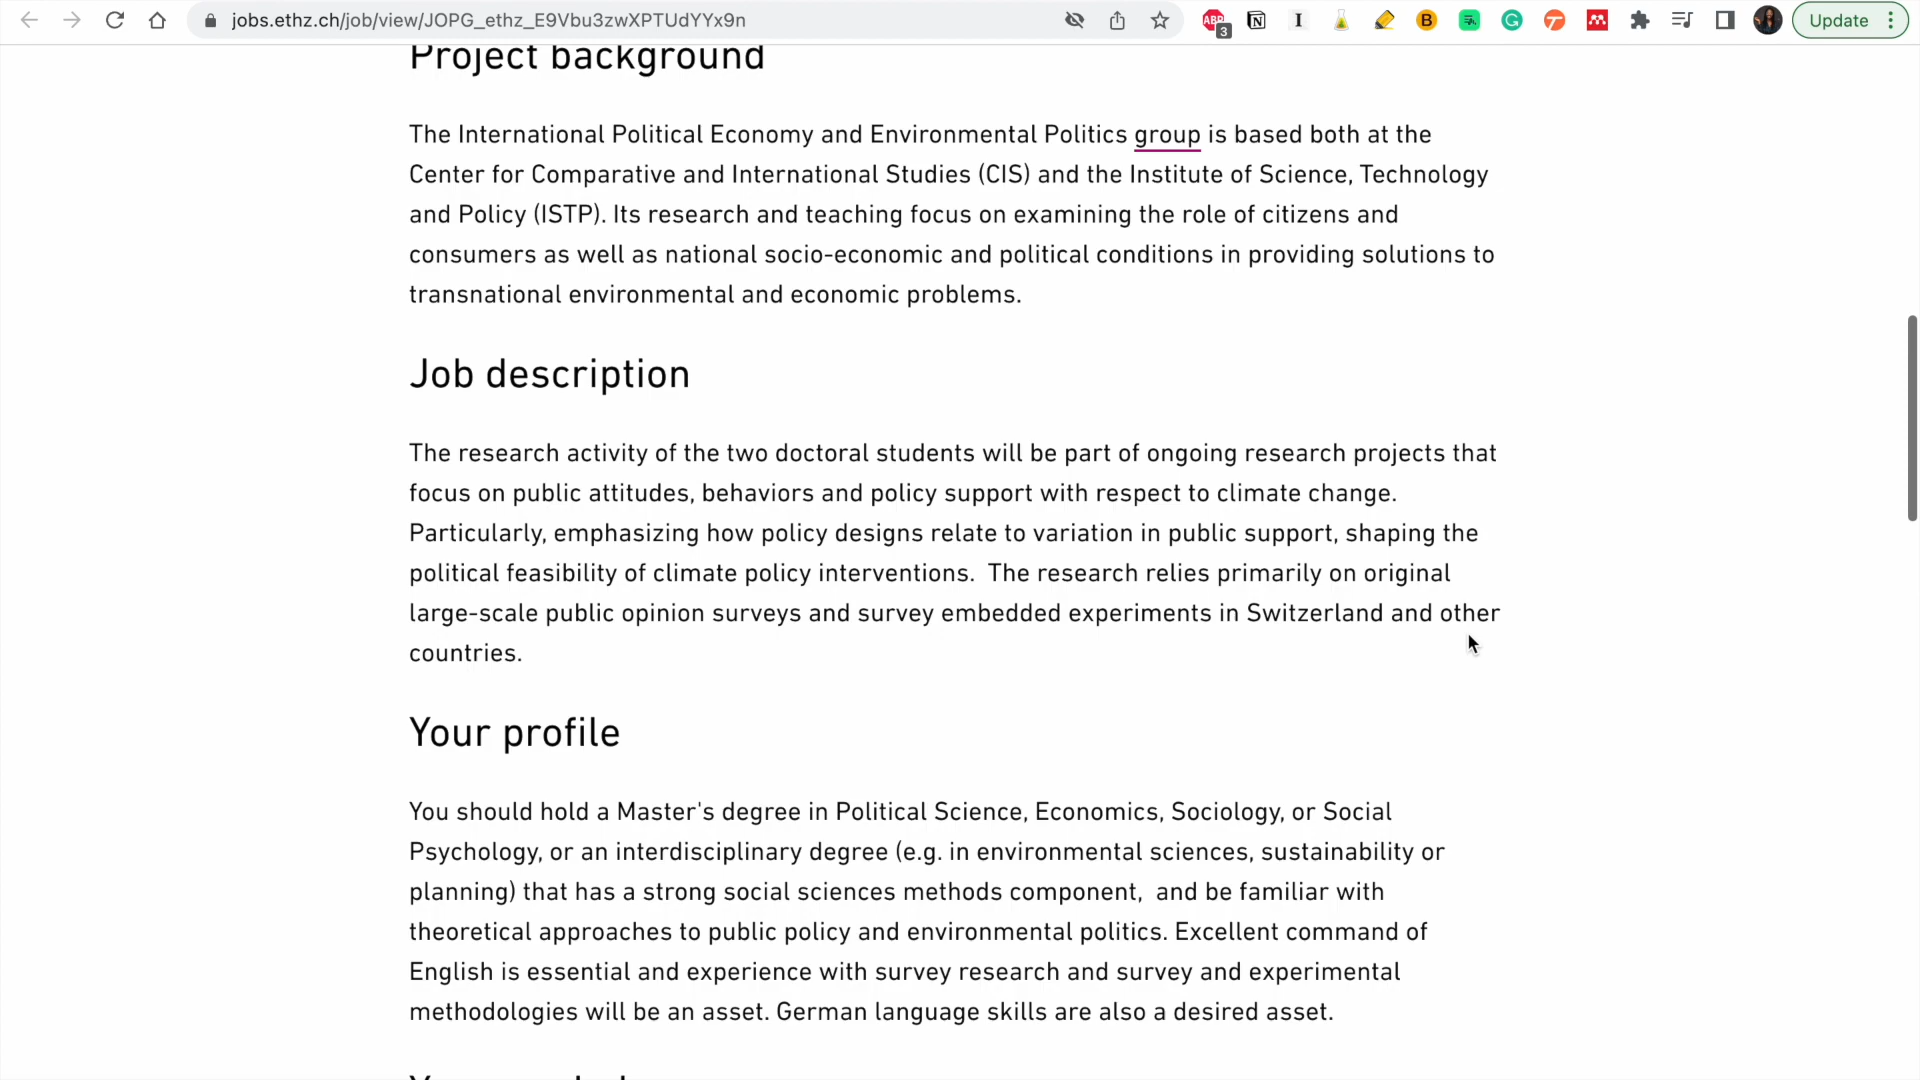 jobs.ethz.ch/job/view/JOPG_ethz_E9Vbu3zwXPTUdYYx9n
ABP
3
N
I
B
G
T
Update
Project background
The International Political Economy and Environmental Politics group is based both at the
Center for Comparative and International Studies (CIS) and the Institute of Science, Technology
and Policy (ISTP). Its research and teaching focus on examining the role of citizens and
consumers as well as national socio-economic and political conditions in providing solutions to
transnational environmental and economic problems.
Job description
The research activity of the two doctoral students will be part of ongoing research projects that
focus on public attitudes, behaviors and policy support with respect to climate change.
Particularly, emphasizing how policy designs relate to variation in public support, shaping the
political feasibility of climate policy interventions.  The research relies primarily on original
large-scale public opinion surveys and survey embedded experiments in Switzerland and other
countries.
Your profile
You should hold a Master's degree in Political Science, Economics, Sociology, or Social
Psychology, or an interdisciplinary degree (e.g. in environmental sciences, sustainability or
planning) that has a strong social sciences methods component,  and be familiar with
theoretical approaches to public policy and environmental politics. Excellent command of
English is essential and experience with survey research and survey and experimental
methodologies will be an asset. German language skills are also a desired asset.